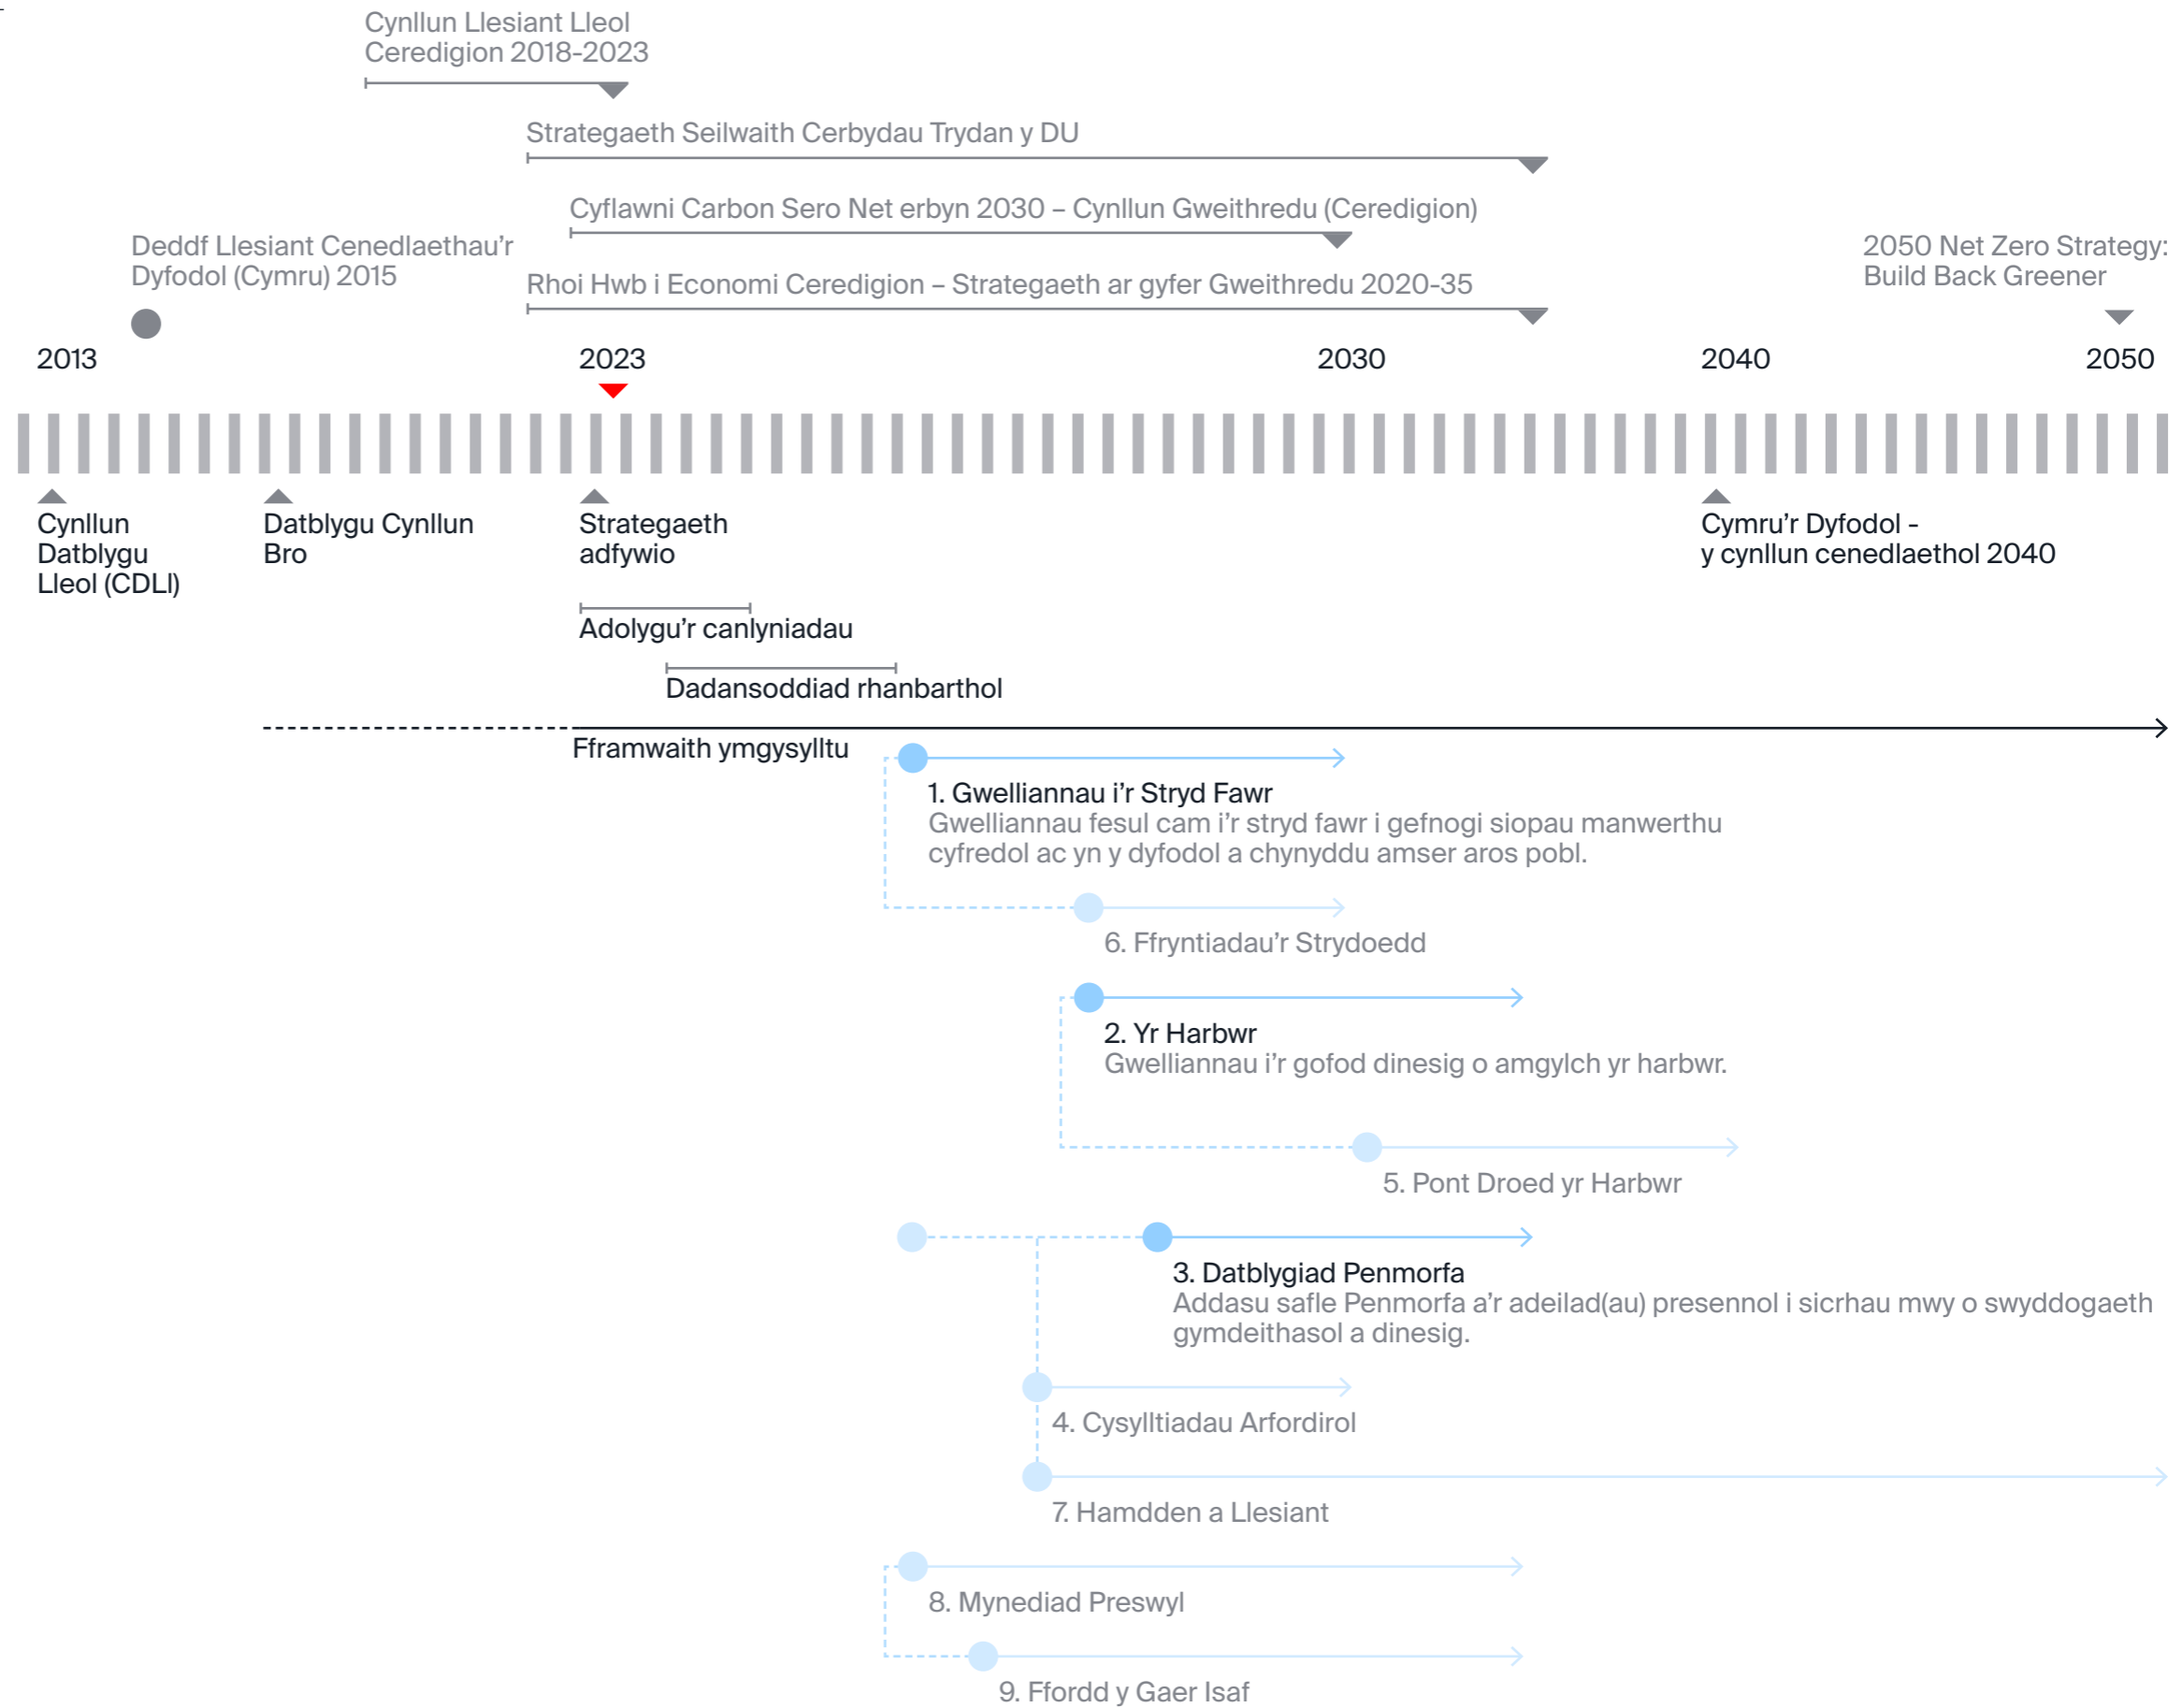 Cynllun Llesiant Lleol
Ceredigion 2018-2023
Strategaeth Seilwaith Cerbydau Trydan y DU
Cyflawni Carbon Sero Net erbyn 2030 – Cynllun Gweithredu (Ceredigion)
Deddf Llesiant Cenedlaethau’r
Dyfodol (Cymru) 2015
Rhoi Hwb i Economi Ceredigion – Strategaeth ar gyfer Gweithredu 2020-35
2050 Net Zero Strategy:
Build Back Greener
2013
2023
2030
2040
2050
Cynllun
Datblygu
Lleol (CDLl)
Datblygu Cynllun
Bro
Strategaeth
adfywio
Cymru’r Dyfodol -
y cynllun cenedlaethol 2040
Adolygu’r canlyniadau
Dadansoddiad rhanbarthol
Fframwaith ymgysylltu
1. Gwelliannau i’r Stryd Fawr
Gwelliannau fesul cam i’r stryd fawr i gefnogi siopau manwerthu
cyfredol ac yn y dyfodol a chynyddu amser aros pobl.
6. Ffryntiadau’r Strydoedd
2. Yr Harbwr
Gwelliannau i’r gofod dinesig o amgylch yr harbwr.
5. Pont Droed yr Harbwr
3. Datblygiad Penmorfa
Addasu safle Penmorfa a’r adeilad(au) presennol i sicrhau mwy o swyddogaeth
gymdeithasol a dinesig.
4. Cysylltiadau Arfordirol
7. Hamdden a Llesiant
8. Mynediad Preswyl
9. Ffordd y Gaer Isaf